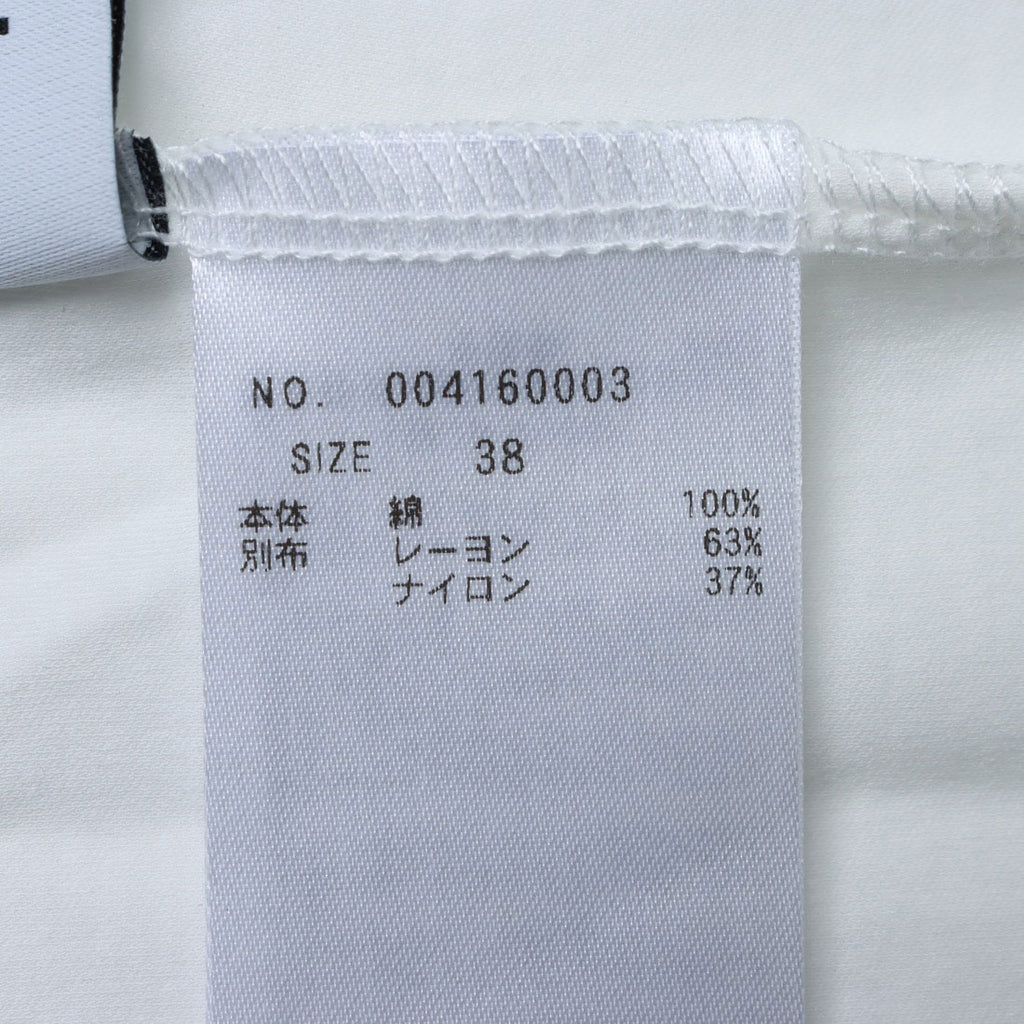 NO. 004160003
SIZE 38
本体 綿 100%
別布 レーヨン 63%
ナイロン 37%